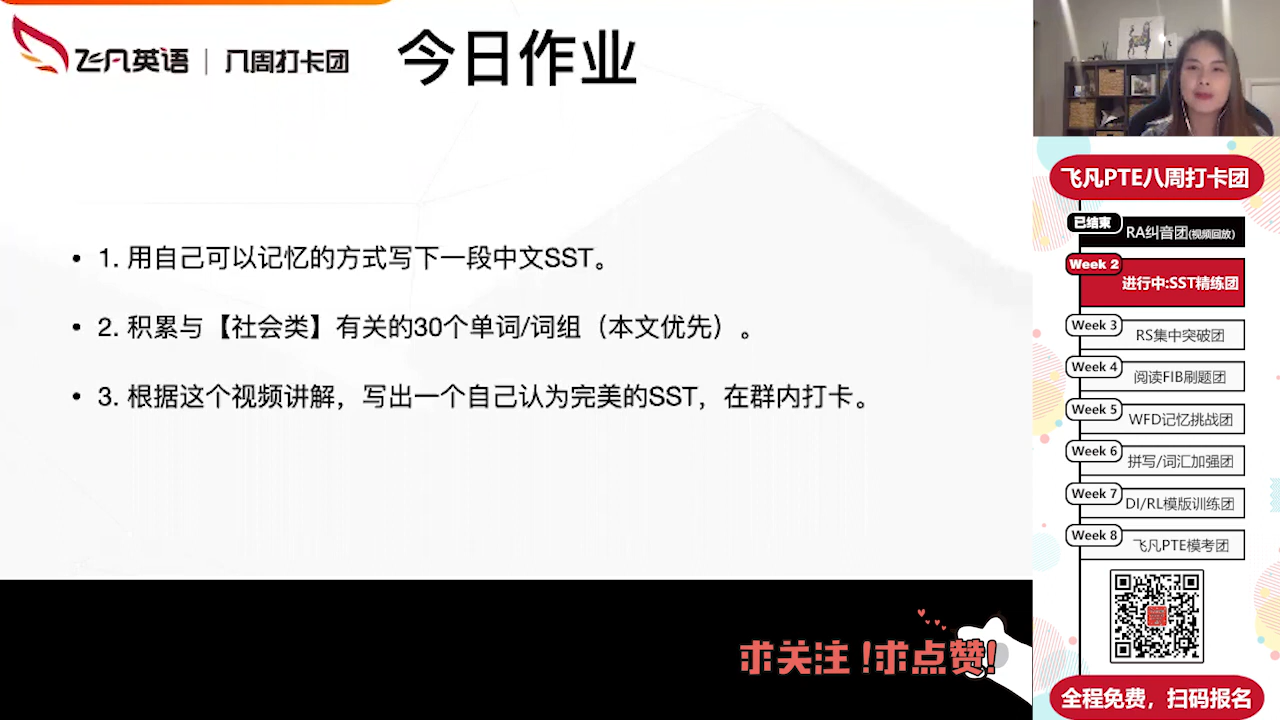 飞凡英语 | 八周打卡团
今日作业
• 1. 用自己可以记忆的方式写下一段中文SST。
• 2. 积累与【社会类】有关的30个单词/词组（本文优先）。
• 3. 根据这个视频讲解，写出一个自己认为完美的SST，在群内打卡。
求关注！求点赞！
飞凡PTE八周打卡团
已结束
RA纠音团(视频回放)
Week 2
进行中:SST精练团
Week 3
RS集中突破团
Week 4
阅读FIB刷题团
Week 5
WFD记忆挑战团
Week 6
拼写/词汇加强团
Week 7
DI/RL模版训练团
Week 8
飞凡PTE模考团
全程免费，扫码报名